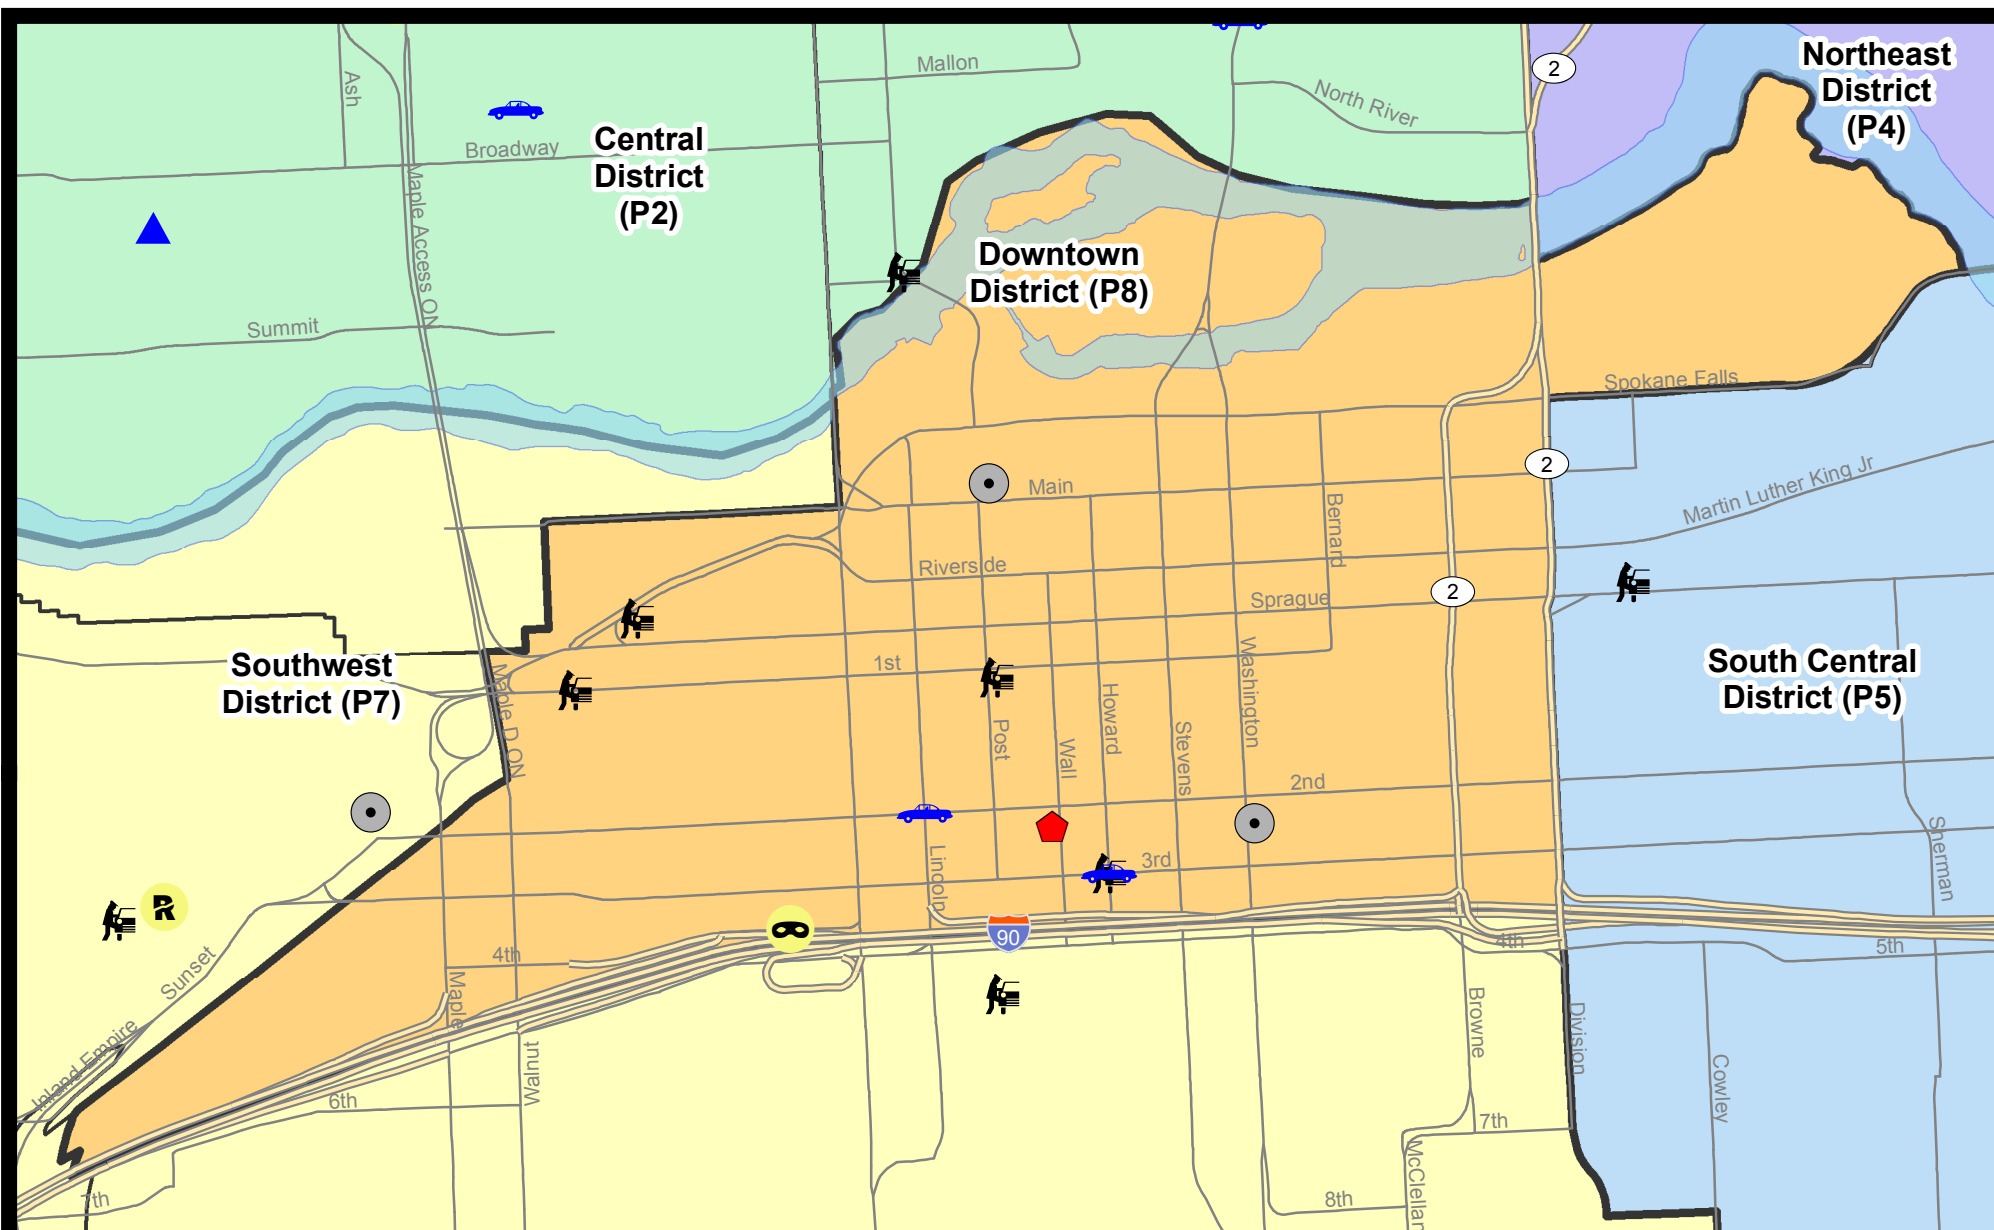 Northeast
District
(P4)
2
Mallon
Ash
North River
Central
District
(P2)
Broadway
Maple Access ON
Downtown
District (P8)
Summit
Spokane Falls
2
Martin Luther King Jr
Main
Bernard
Riverside
2
Sprague
Southwest
District (P7)
1st
Washington
South Central
District (P5)
Maple D ON
Howard
Post
Wall
Stevens
2nd
Sherman
Lincoln
3rd
R
90
4th
4th
5th
Sunset
Maple
Browne
Division
Inland Empire
Walnut
Cowley
6th
7th
McClellan
7th
8th